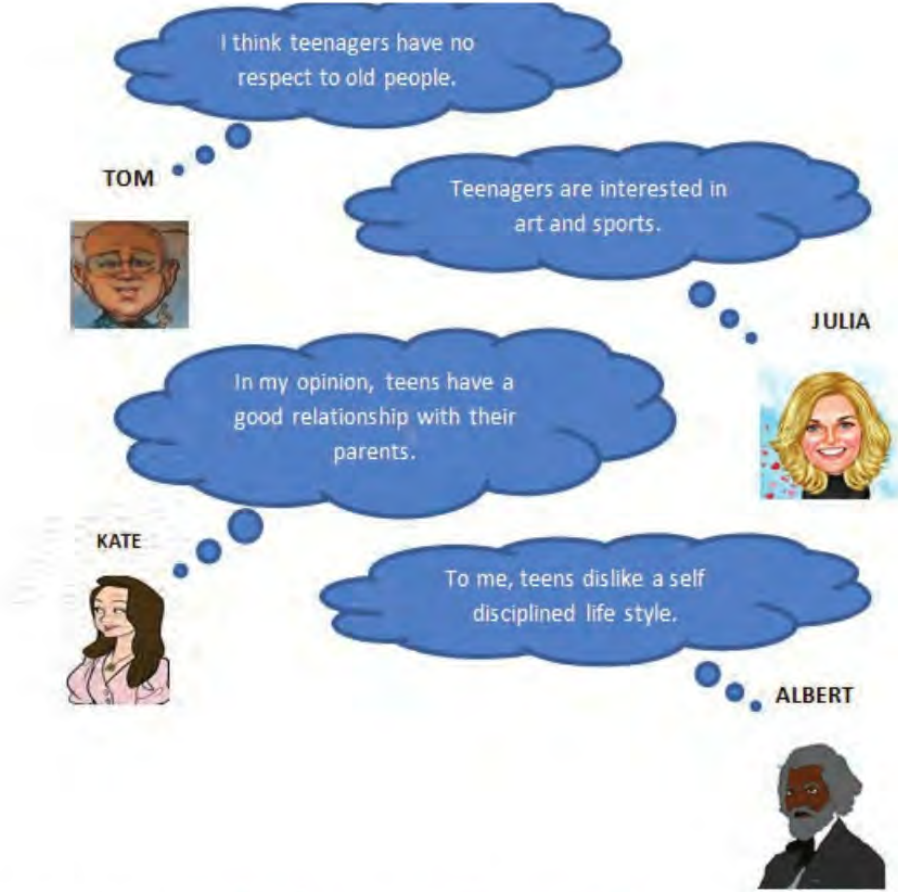 I think teenagers have no
respect to old people.
TOM
Teenagers are interested in
art and sports.
JULIA
In my opinion, teens have a
good relationship with their
parents.
KATE
To me, teens dislike a self
disciplined life style.
ALBERT